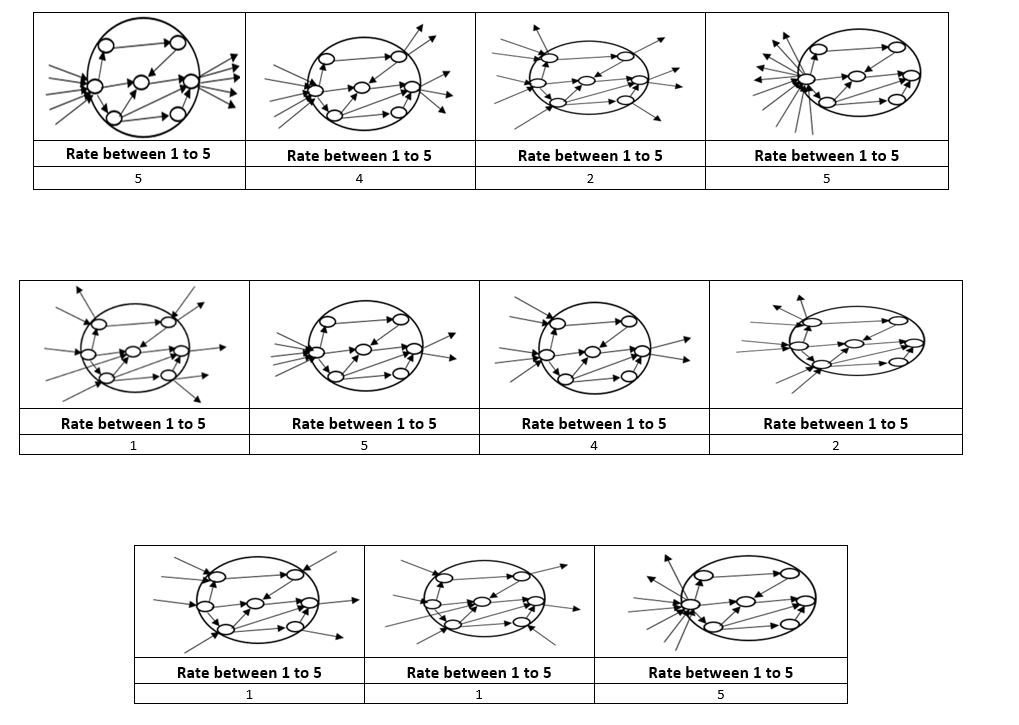 Rate between 1 to 5 Rate between 1 to 5 Rate between 1 to 5 Rate between 1 to 5
5 4 2 5
Rate between 1 to 5 Rate between 1 to 5 Rate between 1 to 5 Rate between 1 to 5
1 5 4 2
Rate between 1 to 5 Rate between 1 to 5 Rate between 1 to 5
1 1 5